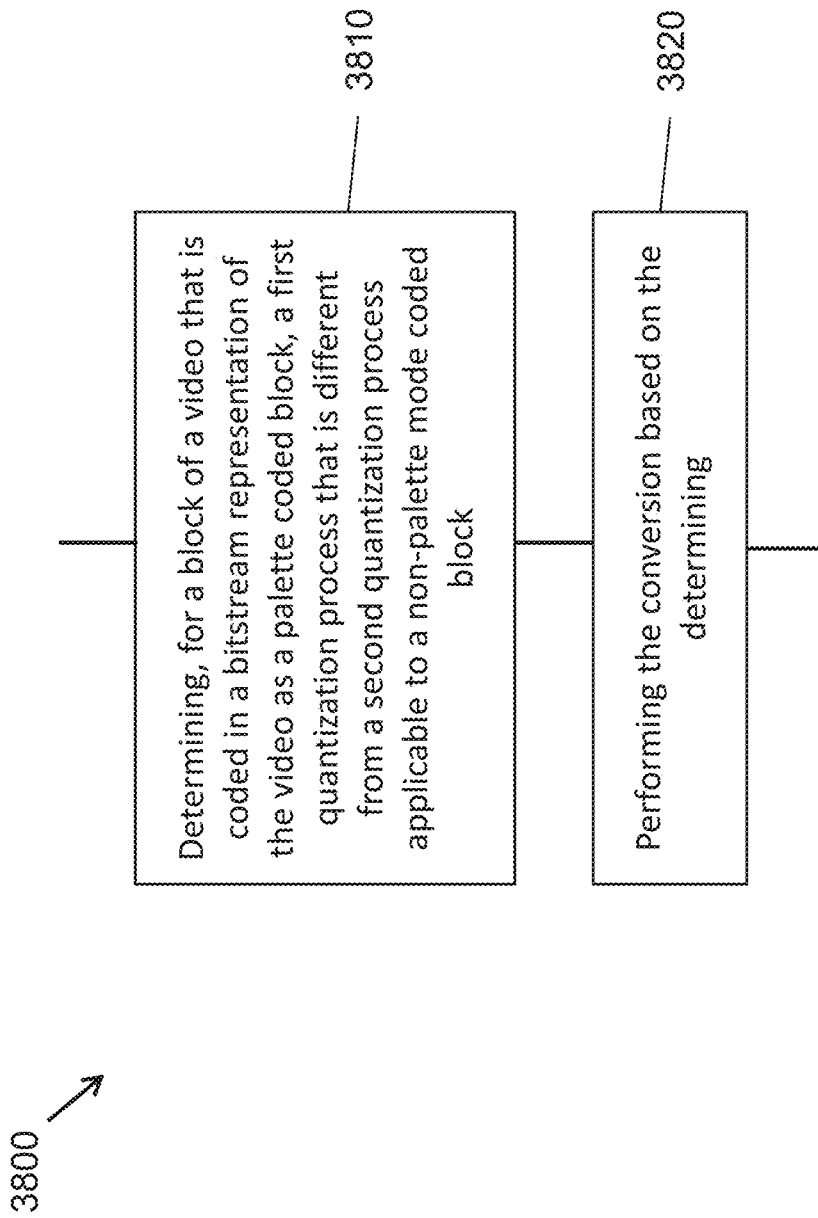 3800
Determining, for a block of a video that is
coded in a bitstream representation of
the video as a palette coded block, a first
quantization process that is different
from a second quantization process
applicable to a non-palette mode coded
block
3810
Performing the conversion based on the
determining
3820